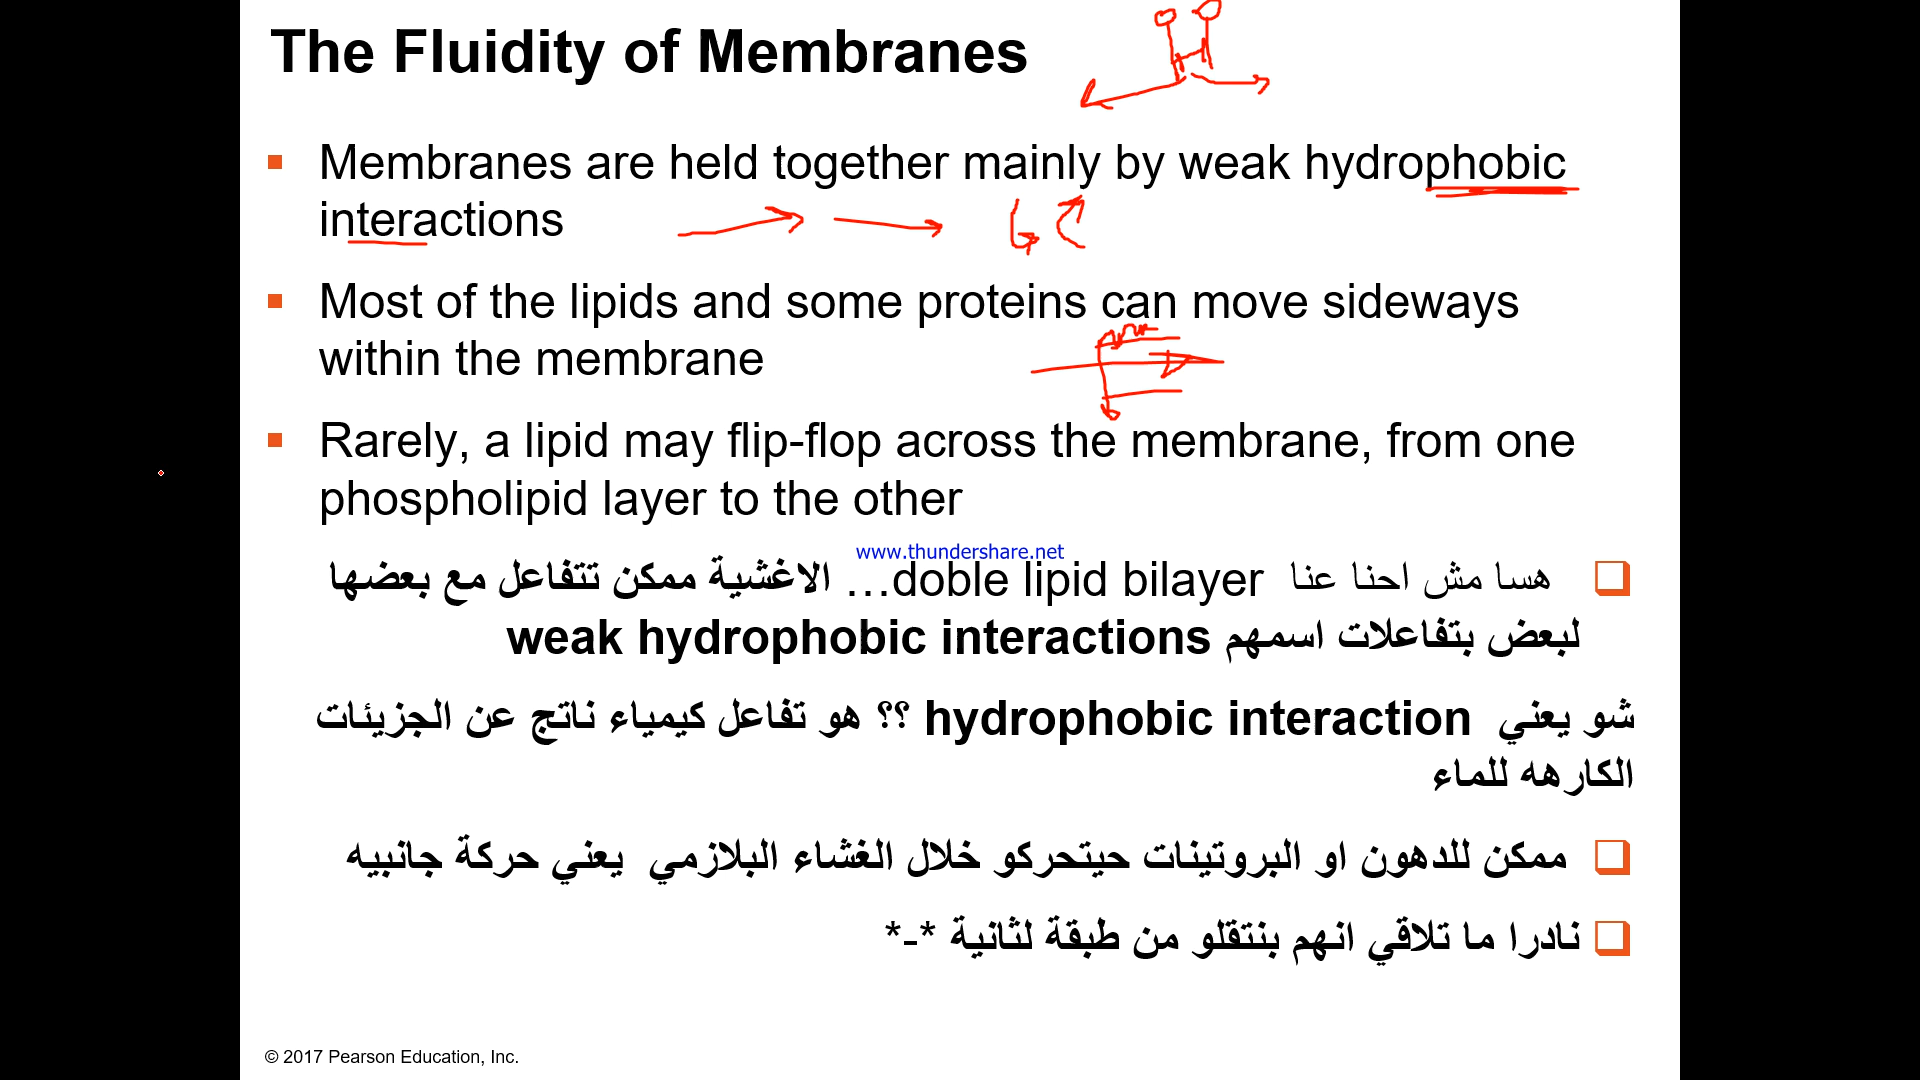 The Fluidity of Membranes
Membranes are held together mainly by weak hydrophobic
interactions
Most of the lipids and some proteins can move sideways
within the membrane
Rarely, a lipid may flip-flop across the membrane, from one
phospholipid layer to the other
www.thundershare.net
هسا مش احنا عنا doble lipid bilayer… الاغشية ممكن تتفاعل مع بعضها
لبعض بتفاعلات اسمهم weak hydrophobic interactions
شو يعني hydrophobic interaction ؟؟ هو تفاعل كيمياء ناتج عن الجزيئات
الكارهه للماء
ممكن للدهون او البروتينات حيتحركو خلال الغشاء البلازمي يعني حركة جانبيه
نادرا ما تلاقي انهم بنتقلو من طبقة لثانية *-*
© 2017 Pearson Education, Inc.